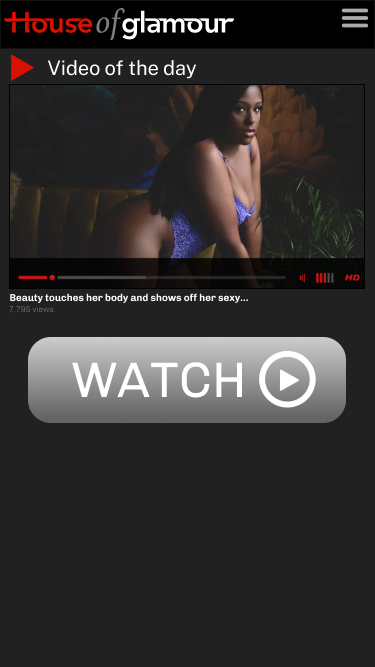 House of glamour
Video of the day
HD
Beauty touches her body and shows off her sexy...
7,795 views
WATCH